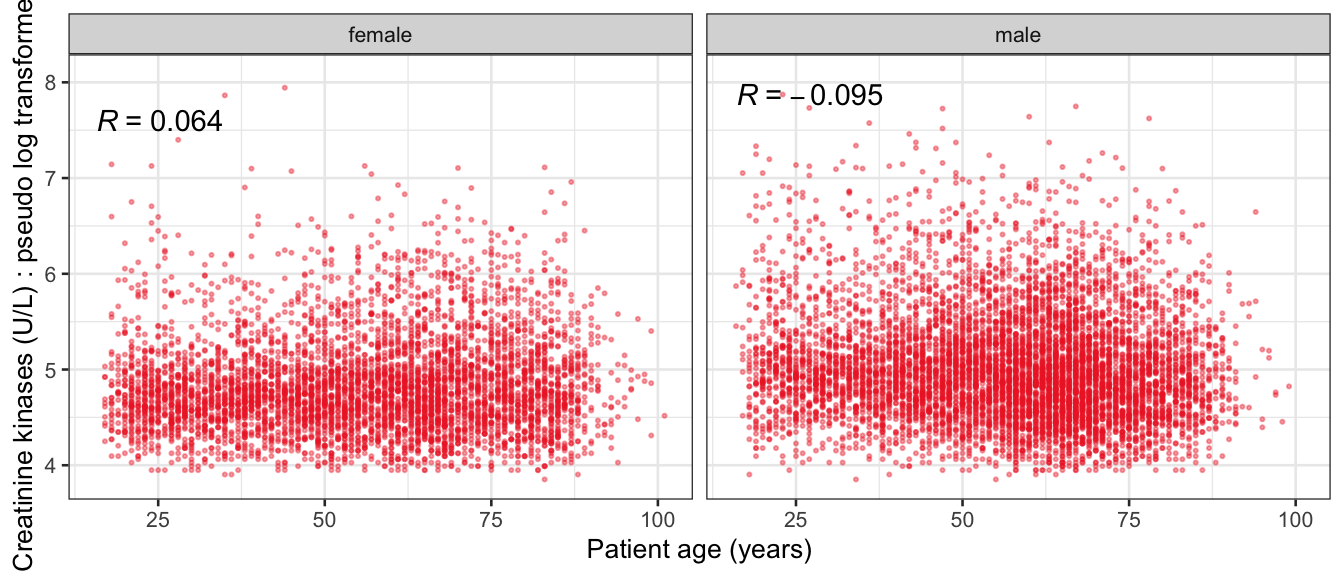 female
male
Creatinine kinases (U/L) : pseudo log transforme
8
7
6
5
4
R = 0.064
R = −0.095
25
50
75
100
25
50
75
100
Patient age (years)